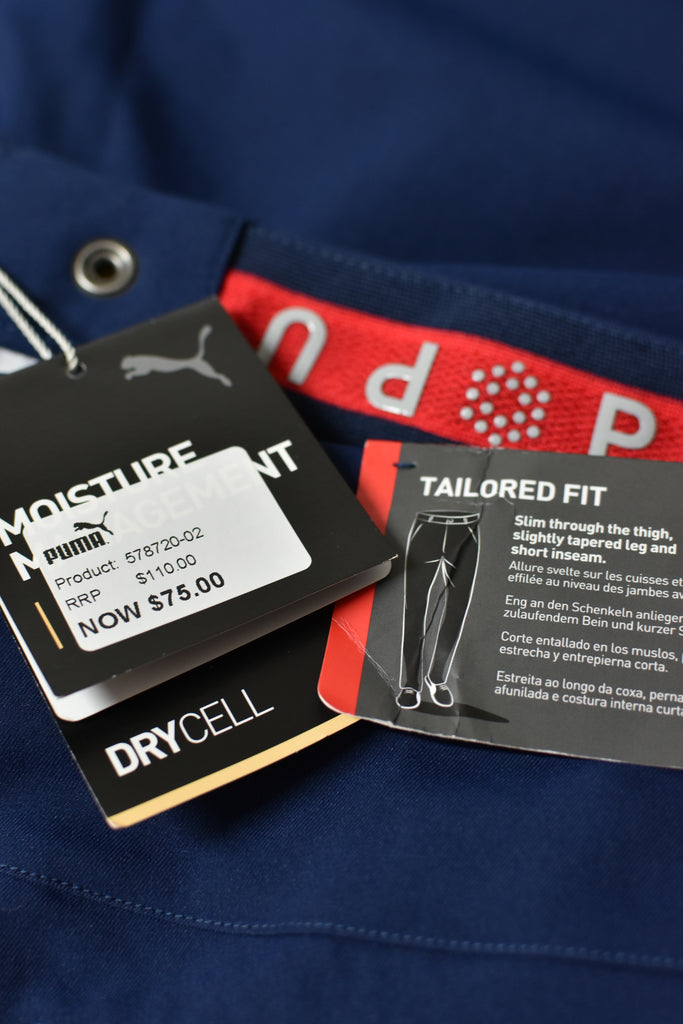 U P P
MOISTURE
MANAGEMENT
PUMA
Product: 578720-02
RRP $110.00
NOW $75.00
DRYCELL
TAILORED FIT
Slim through the thigh,
slightly tapered leg and
short inseam.
Allure svelte sur les cuisses et
effilée au niveau des jambes
Eng an den Schenkeln
zulaufendem Bein und kurzer
Corte entallado en los muslos,
estrecha y entrepierna corta.
Estreita ao longo da coxa,
afunilada e costura interna